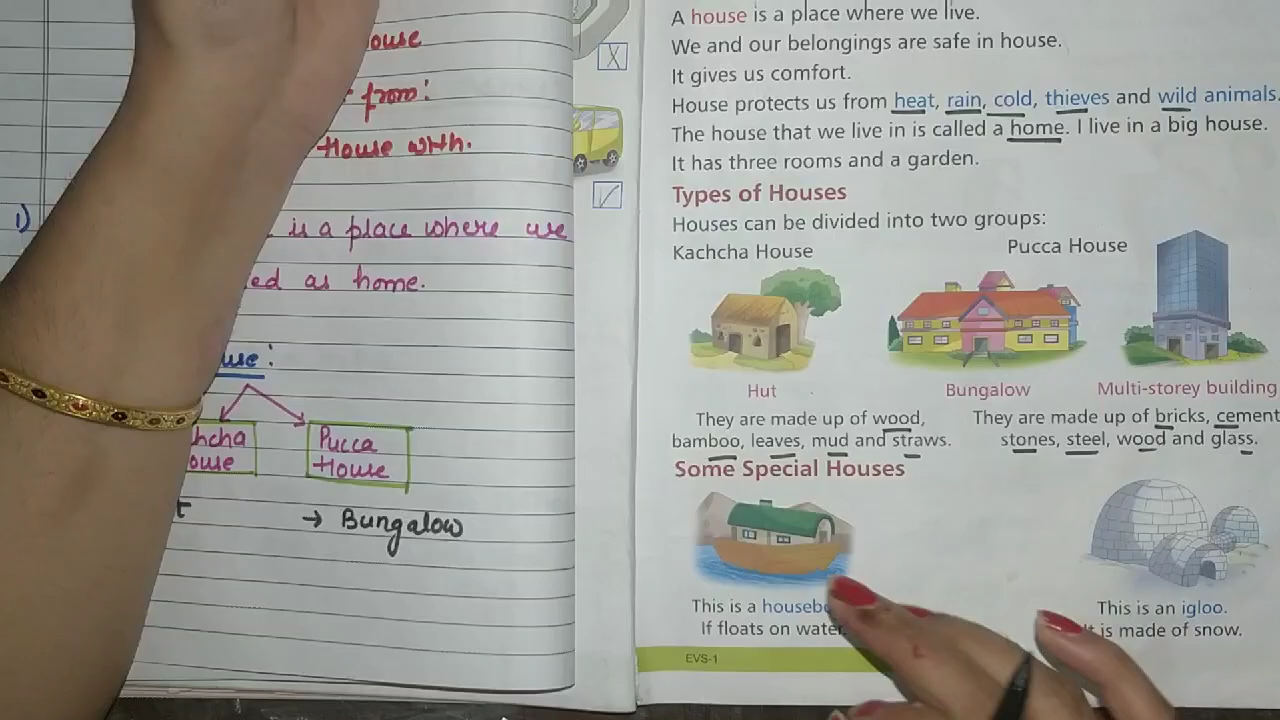 ouse
from:
House with.
1)
is a place where we
ed as home.
use:
hcha
ouse
Pucca
House
→ Bungalow
A house is a place where we live.
We and our belongings are safe in house.
It gives us comfort.
House protects us from heat, rain, cold, thieves and wild animals.
The house that we live in is called a home. I live in a big house.
It has three rooms and a garden.
Types of Houses
Houses can be divided into two groups:
Kachcha House
Pucca House
Hut
Bungalow
Multi-storey building
They are made up of wood,
bamboo, leaves, mud and straws.
They are made up of bricks, cement
stones, steel, wood and glass.
Some Special Houses
This is a housebo
If floats on water
This is an igloo.
It is made of snow.
EVS-1